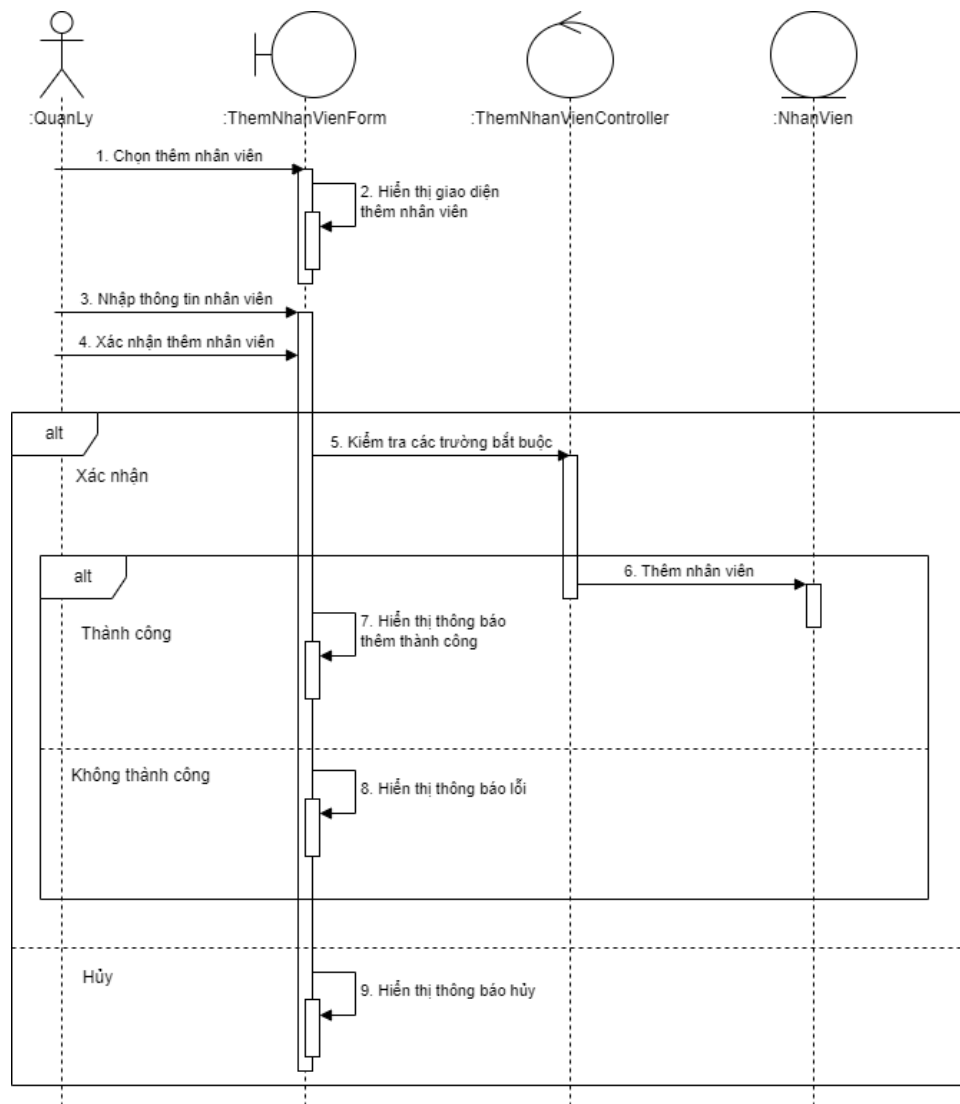 :QuanLy
:ThemNhanVienForm
:ThemNhanVienController
:NhanVien
1. Chọn thêm nhân viên
2. Hiển thị giao diện
thêm nhân viên
3. Nhập thông tin nhân viên
4. Xác nhận thêm nhân viên
alt
5. Kiểm tra các trường bắt buộc
Xác nhận
alt
6. Thêm nhân viên
Thành công
7. Hiển thị thông báo
thêm thành công
Không thành công
8. Hiển thị thông báo lỗi
Hủy
9. Hiển thị thông báo hủy